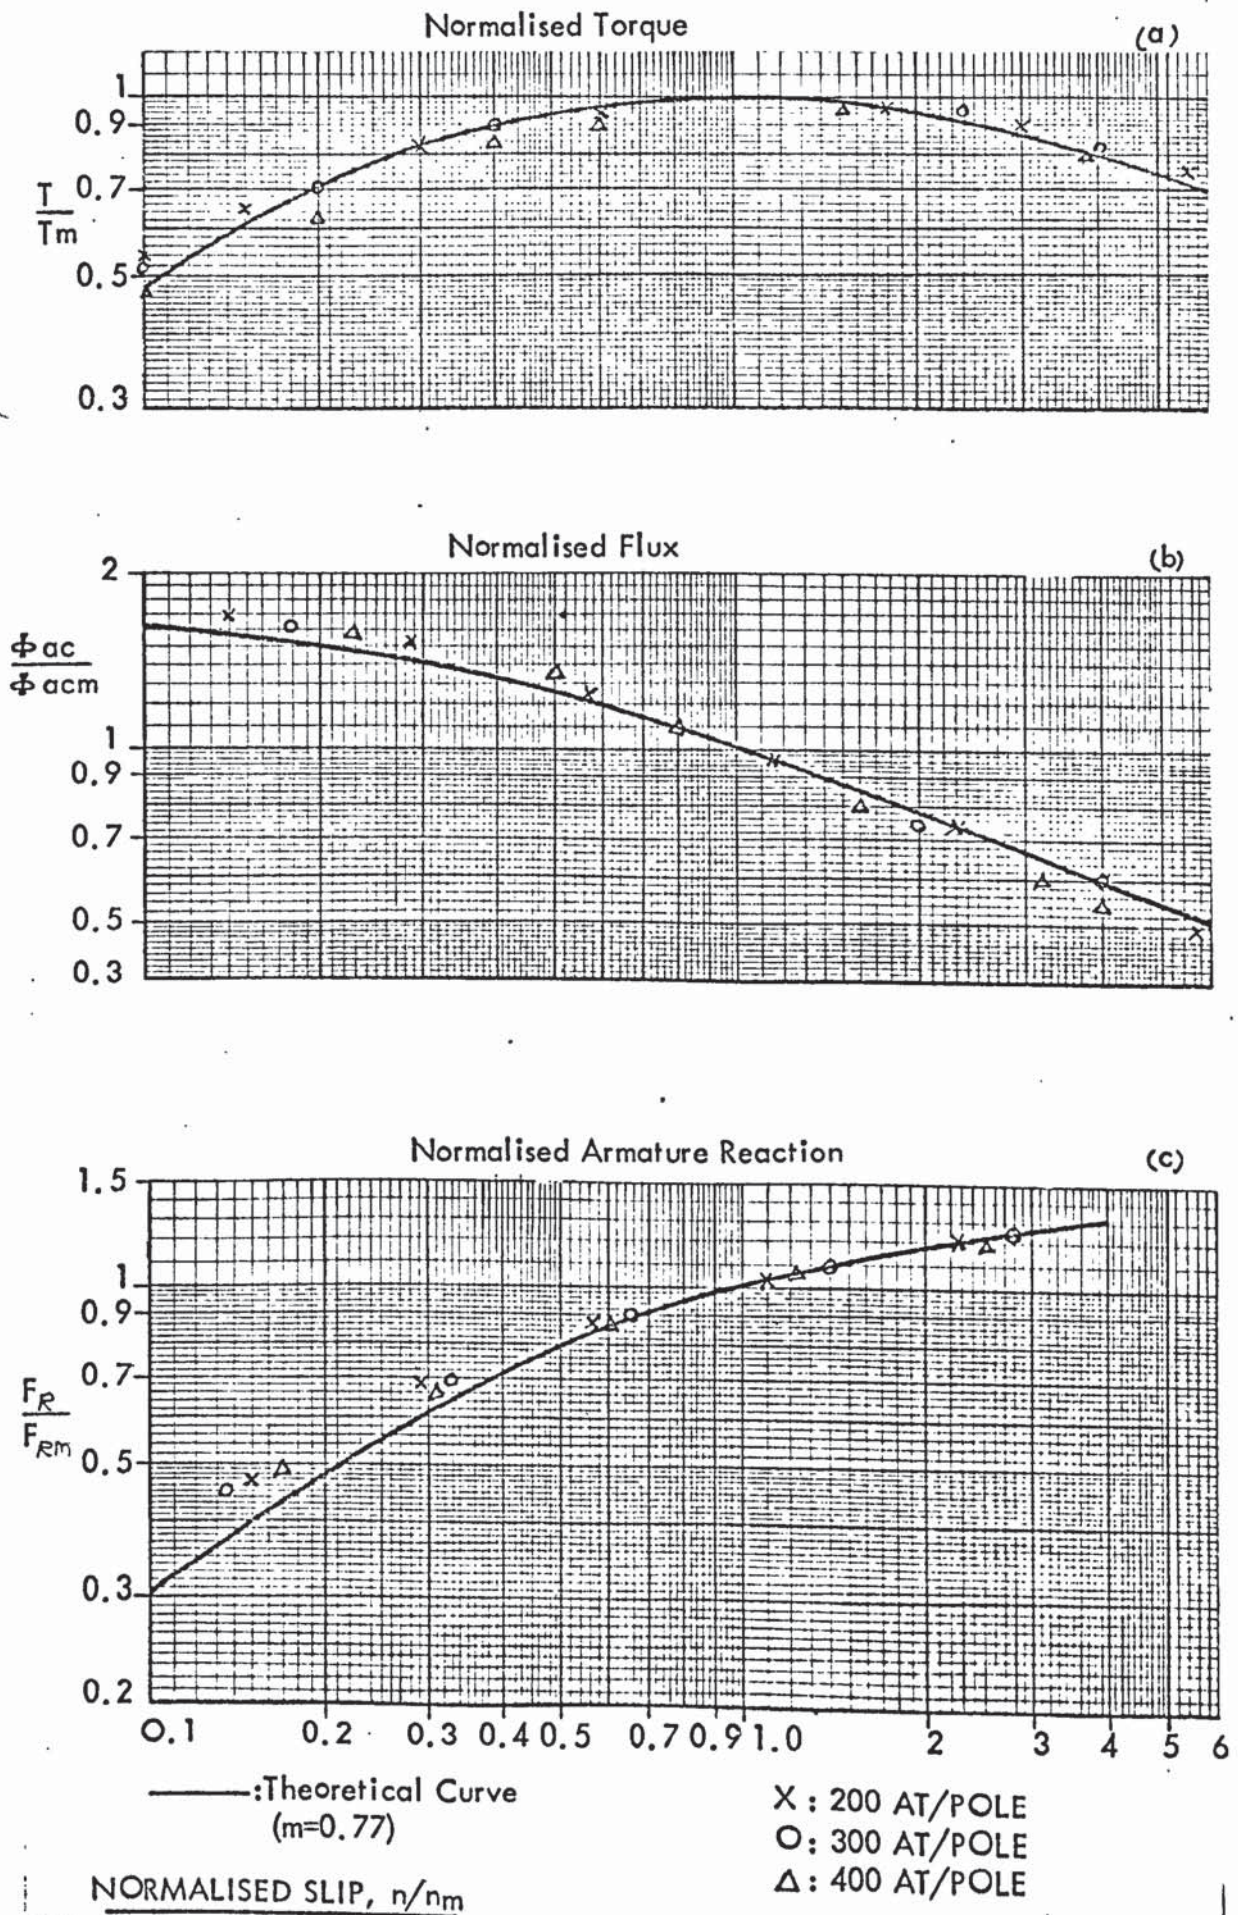 Normalised Torque
(a)
1
0.9
T/Tm
0.7
0.5
0.3
Normalised Flux
(b)
2
Φac/Φacm
1
0.9
0.7
0.5
0.3
Normalised Armature Reaction
(c)
1.5
1
0.9
0.7
FR/FRm
0.5
0.3
0.2
0.1 0.2 0.3 0.4 0.5 0.7 0.9 1.0 2 3 4 5 6
:Theoretical Curve
(m=0.77)
X : 200 AT/POLE
O: 300 AT/POLE
Δ: 400 AT/POLE
NORMALISED SLIP, n/nm